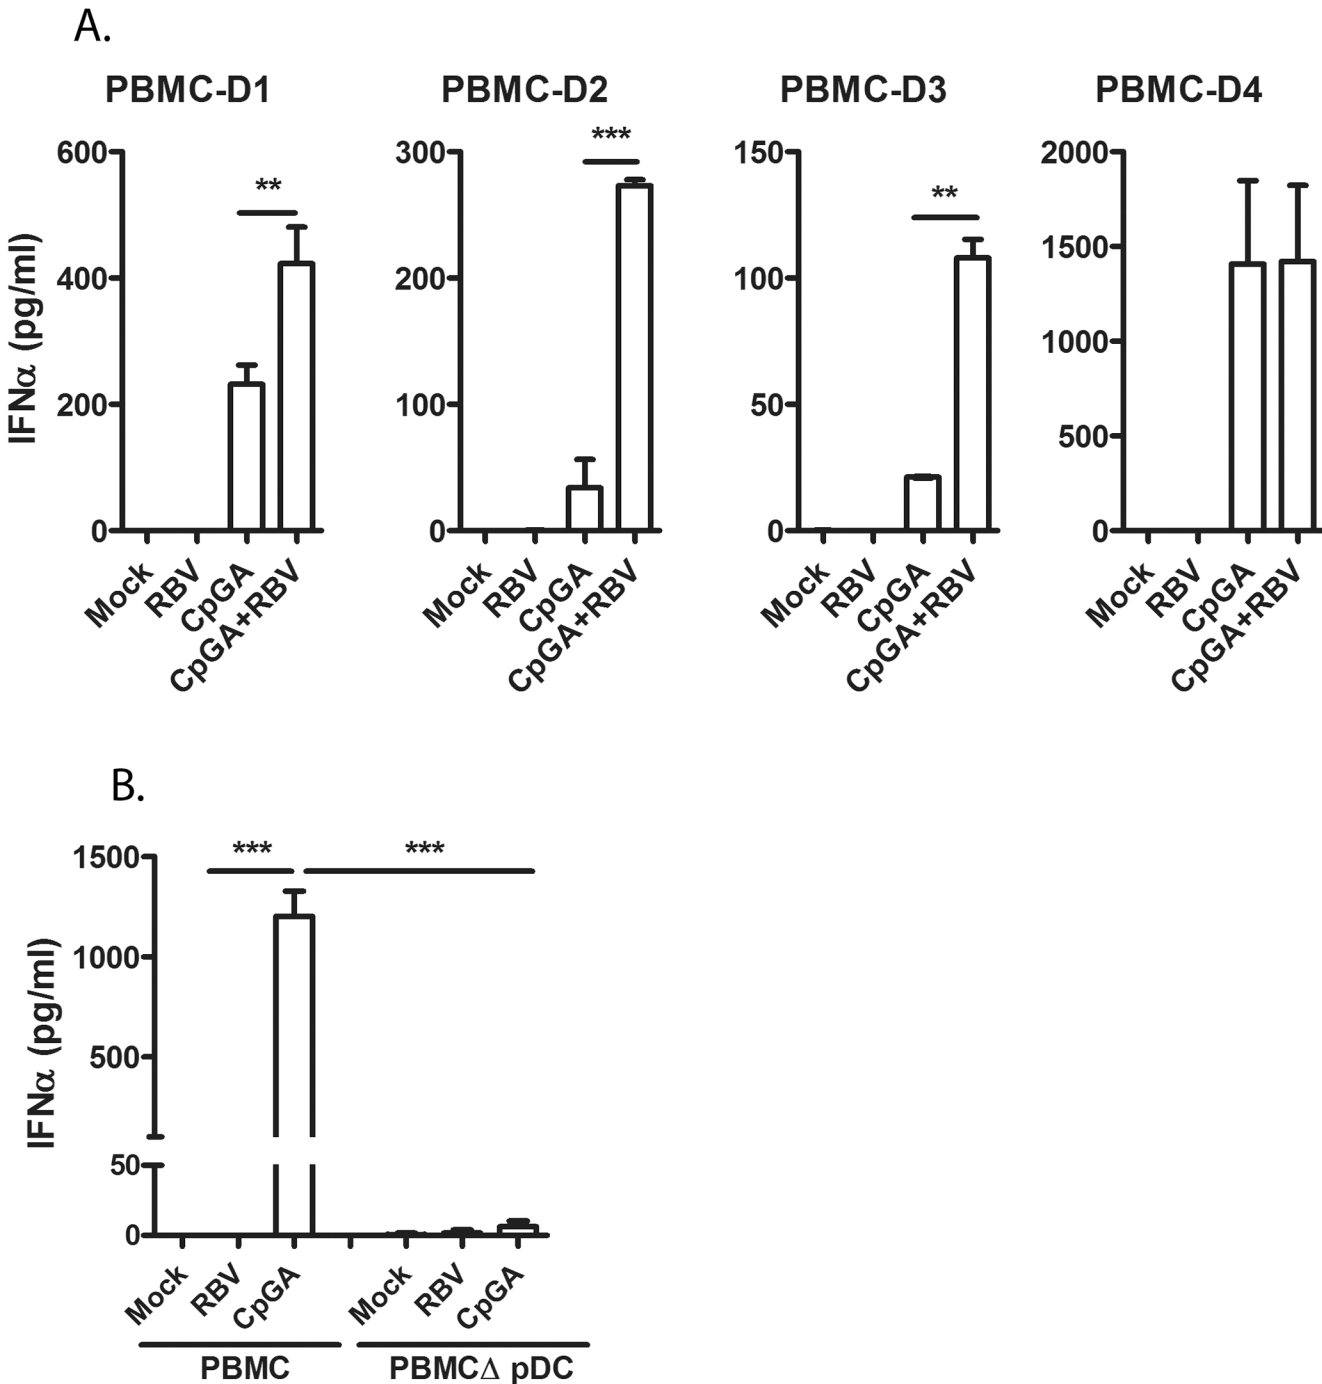 A.
PBMC-D1 PBMC-D2 PBMC-D3 PBMC-D4
** *** **
IFNα (pg/ml)
600 400 200 0
300 200 100 0
150 100 50 0
2000 1500 1000 500 0
Mock RBV CpGA CpGA+RBV
Mock RBV CpGA CpGA+RBV
Mock RBV CpGA CpGA+RBV
Mock RBV CpGA CpGA+RBV
B.
*** ***
IFNα (pg/ml)
1500
1000
500
50
0
Mock RBV CpGA Mock RBV CpGA
PBMC PBMCΔ pDC